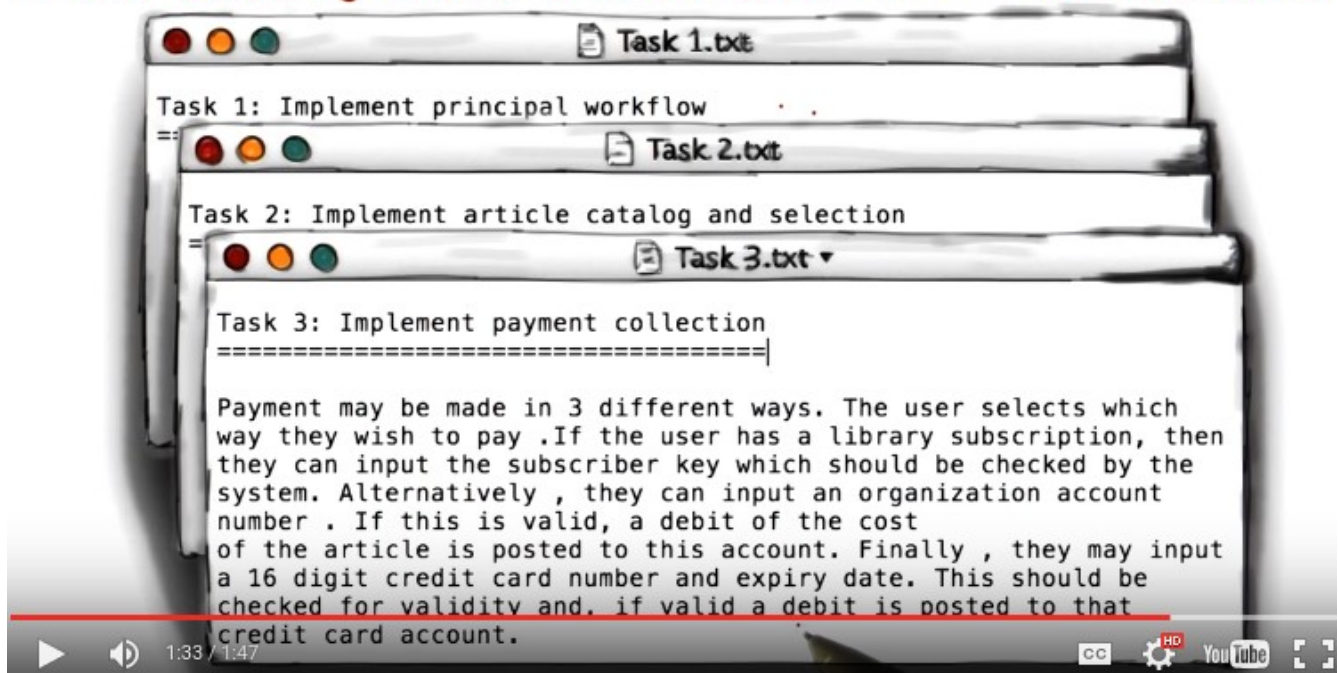 Task 1.txt
Task 1: Implement principal workflow
==
Task 2.txt
Task 2: Implement article catalog and selection
=
Task 3.txt
Task 3: Implement payment collection
====================================
Payment may be made in 3 different ways. The user selects which
way they wish to pay .If the user has a library subscription, then
they can input the subscriber key which should be checked by the
system. Alternatively , they can input an organization account
number . If this is valid, a debit of the cost
of the article is posted to this account. Finally , they may input
a 16 digit credit card number and expiry date. This should be
checked for validity and, if valid a debit is posted to that
credit card account.
1:33 / 1:47
CC
HD
YouTube